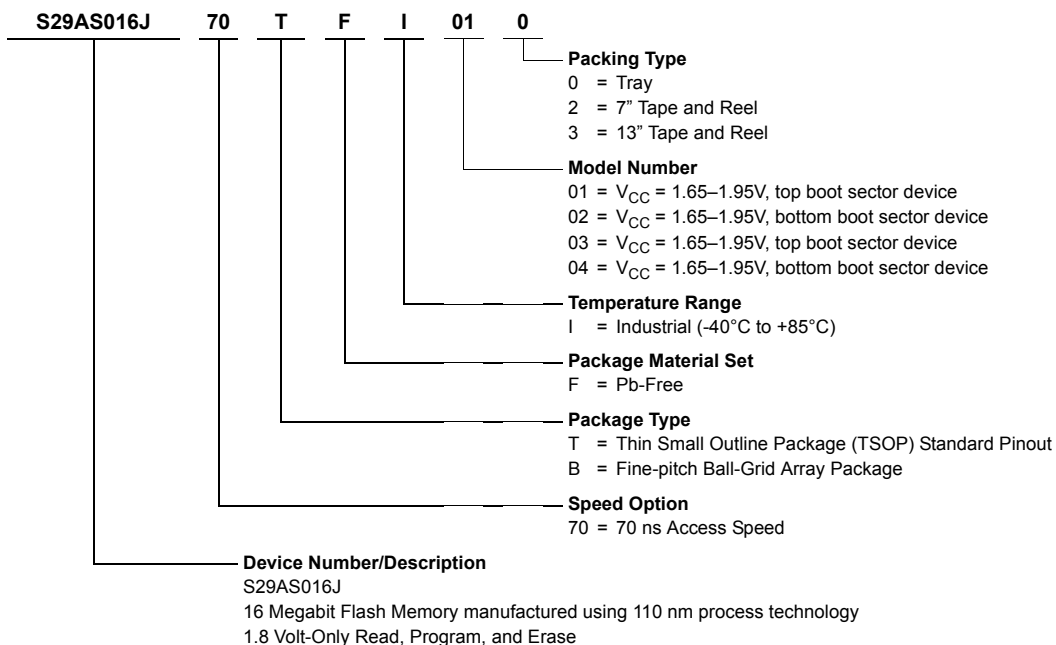 S29AS016J 70 T F I 01 0
Packing Type
0 = Tray
2 = 7” Tape and Reel
3 = 13” Tape and Reel
Model Number
01 = VCC = 1.65–1.95V, top boot sector device
02 = VCC = 1.65–1.95V, bottom boot sector device
03 = VCC = 1.65–1.95V, top boot sector device
04 = VCC = 1.65–1.95V, bottom boot sector device
Temperature Range
I = Industrial (-40°C to +85°C)
Package Material Set
F = Pb-Free
Package Type
T = Thin Small Outline Package (TSOP) Standard Pinout
B = Fine-pitch Ball-Grid Array Package
Speed Option
70 = 70 ns Access Speed
Device Number/Description
S29AS016J
16 Megabit Flash Memory manufactured using 110 nm process technology
1.8 Volt-Only Read, Program, and Erase